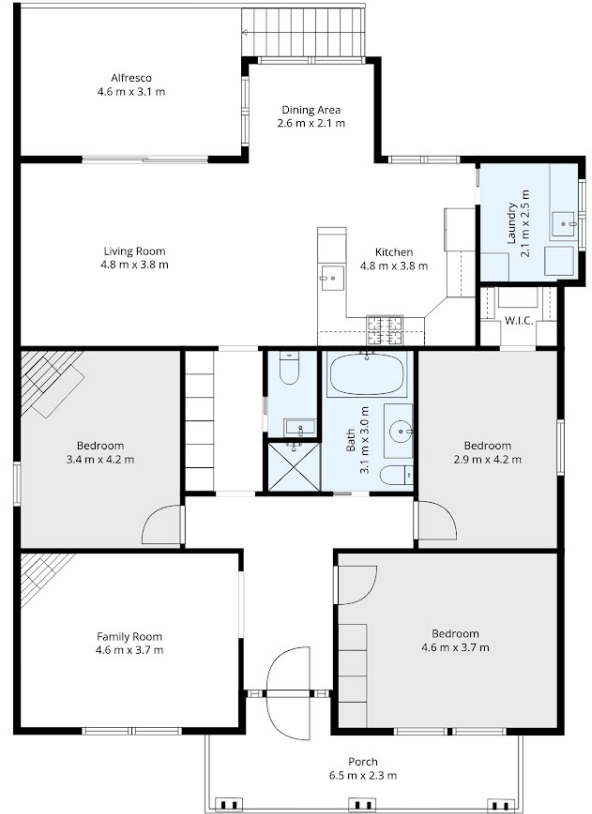 Alfresco
4.6 m x 3.1 m
Dining Area
2.6 m x 2.1 m
Laundry
2.1 m x 2.5 m
Living Room
4.8 m x 3.8 m
Kitchen
4.8 m x 3.8 m
W.I.C.
Bedroom
3.4 m x 4.2 m
Bath
3.1 m x 3.0 m
Bedroom
2.9 m x 4.2 m
Family Room
4.6 m x 3.7 m
Bedroom
4.6 m x 3.7 m
Porch
6.5 m x 2.3 m